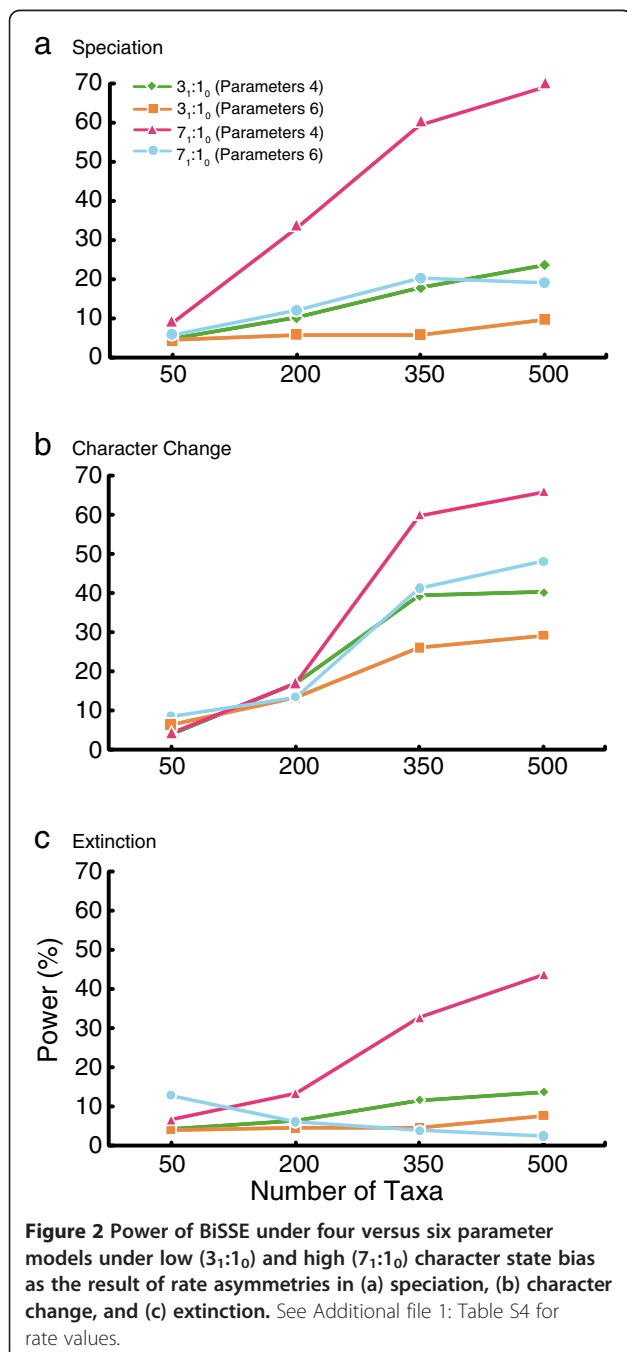 a Speciation
70
60
50
40
30
20
10
0
3₁:1₀ (Parameters 4)
3₁:1₀ (Parameters 6)
7₁:1₀ (Parameters 4)
7₁:1₀ (Parameters 6)
50 200 350 500
b Character Change
70
60
50
40
30
20
10
0
50 200 350 500
c Extinction
70
60
50
40
30
20
10
0
Power (%)
50 200 350 500
Number of Taxa
Figure 2 Power of BiSSE under four versus six parameter
models under low (3₁:1₀) and high (7₁:1₀) character state bias
as the result of rate asymmetries in (a) speciation, (b) character
change, and (c) extinction. See Additional file 1: Table S4 for
rate values.